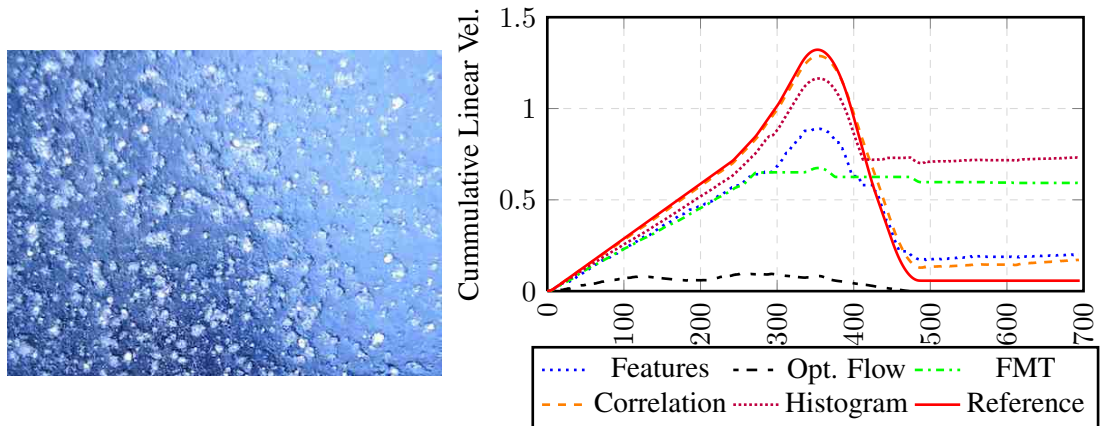 Cummulative Linear Vel.
1.5
1
0.5
0
0 100 200 300 400 500 600 700
Features Opt. Flow FMT
Correlation Histogram Reference